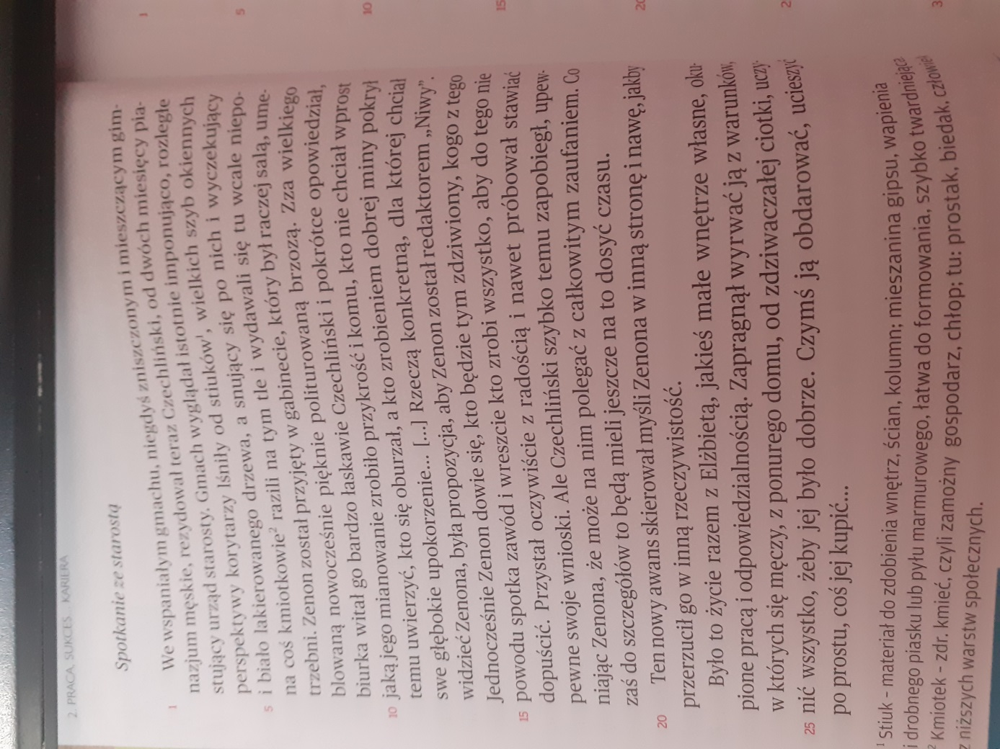 2. PRACA, SUKCES... KARIERA
Spotkanie ze starostą
1 We wspaniałym gmachu, niegdyś zniszczonym i mieszczącym gim-
nazjum męskie, rezydował teraz Czechliński, od dwóch miesięcy pia-
stujący urząd starosty. Gmach wyglądał istotnie imponująco, rozległe
perspektywy korytarzy lśniły od stiuków¹, wielkich szyb okiennych
5 i biało lakierowanego drzewa, a snujący się po nich i wyczekujący
na coś kmiotkowie² razili na tym tle i wydawali się tu wcale niepo-
trzebni. Zenon został przyjęty w gabinecie, który był raczej salą, ume-
blowaną nowocześnie pięknie politurowaną brzozą. Zza wielkiego
biurka witał go bardzo łaskawie Czechliński i pokrótce opowiedział,
10 jaką jego mianowanie zrobiło przykrość i komu, kto nie chciał wprost
temu uwierzyć, kto się oburzał, a kto zrobieniem dobrej miny pokrył
swe głębokie upokorzenie... [...] Rzeczą konkretną, dla której chciał
widzieć Zenona, była propozycja, aby Zenon został redaktorem „Niwy”.
Jednocześnie Zenon dowie się, kto będzie tym zdziwiony, kogo z tego
15 powodu spotka zawód i wreszcie kto zrobi wszystko, aby do tego nie
dopuścić. Przystał oczywiście z radością i nawet próbował stawiać
pewne swoje wnioski. Ale Czechliński szybko temu zapobiegł, upew-
niając Zenona, że może na nim polegać z całkowitym zaufaniem. Co
zaś do szczegółów to będą mieli jeszcze na to dosyć czasu.
20 Ten nowy awans skierował myśli Zenona w inną stronę i nawę, jakby
przerzucił go w inną rzeczywistość.
Było to życie razem z Elżbietą, jakieś małe wnętrze własne, oku-
pione pracą i odpowiedzialnością. Zapragnął wyrwać ją z warunków,
w których się męczy, z ponurego domu, od zdziwaczałej ciotki, uczy-
25 nić wszystko, żeby jej było dobrze. Czymś ją obdarować, ucieszyć
po prostu, coś jej kupić...
¹ Stiuk – materiał do zdobienia wnętrz, ścian, kolumn; mieszanina gipsu, wapienia
i drobnego piasku lub pyłu marmurowego, łatwa do formowania, szybko twardniejąca
² Kmiotek – zdr. kmieć, czyli zamożny gospodarz, chłop; tu: prostak, biedak, człowiek
z niższych warstw społecznych.
1
5
10
15
20
2
3